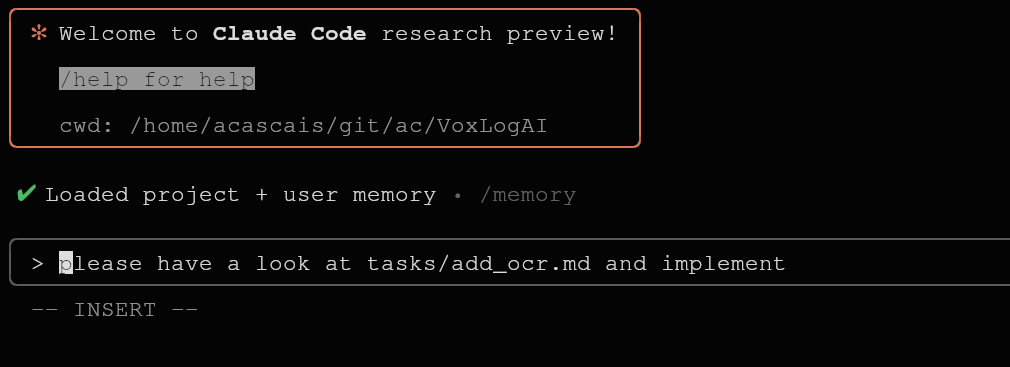 ✻ Welcome to Claude Code research preview!
/help for help
cwd: /home/acascais/git/ac/VoxLogAI
✔ Loaded project + user memory · /memory
> please have a look at tasks/add_ocr.md and implement
-- INSERT --